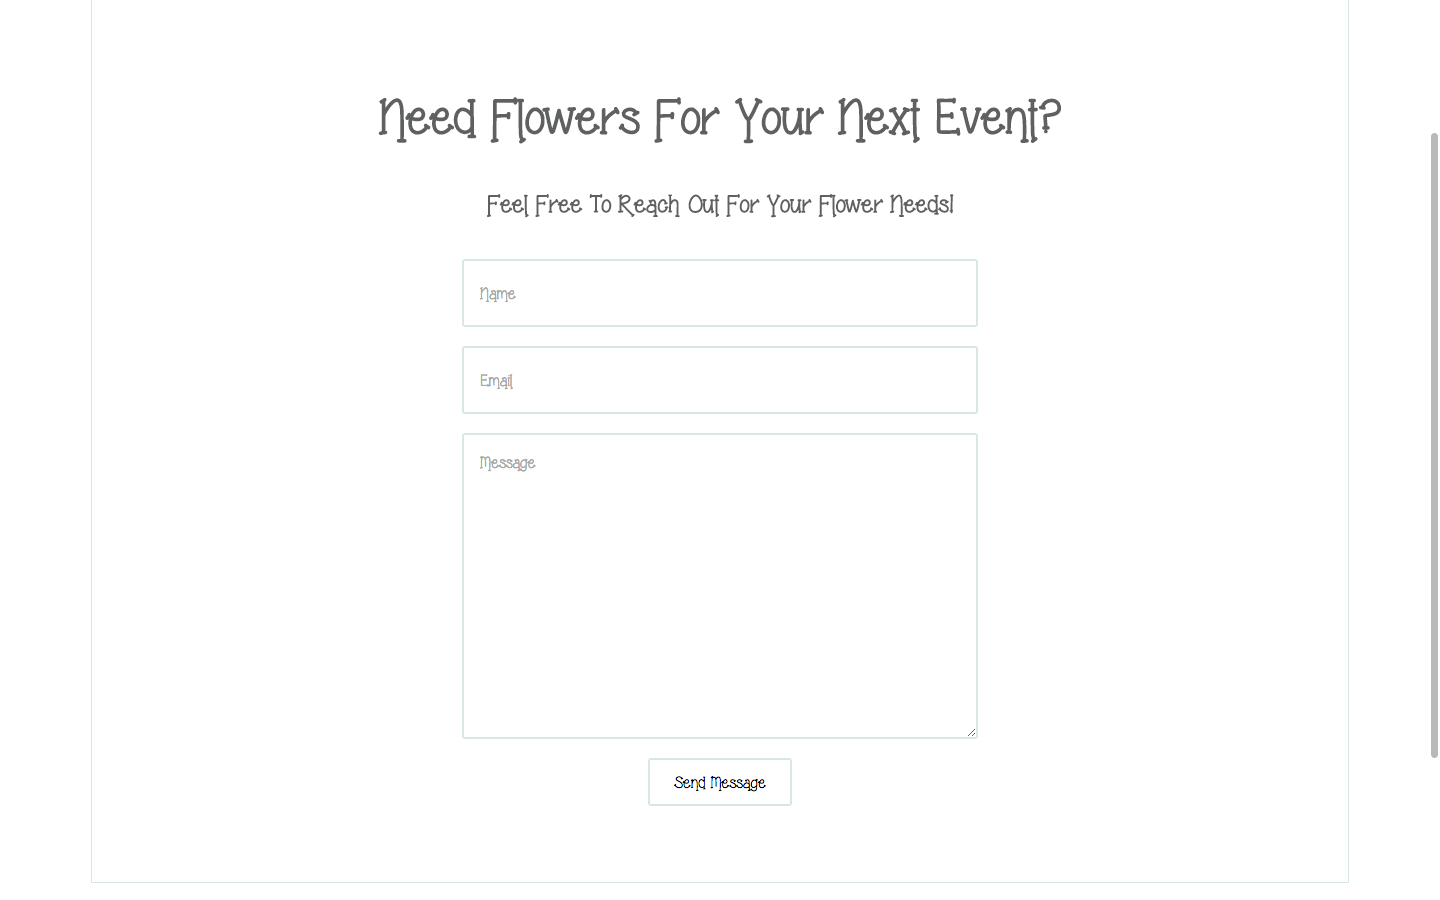 Need Flowers For Your Next Event?
Feel Free To Reach Out For Your Flower Needs!
Name
Email
Message
Send Message